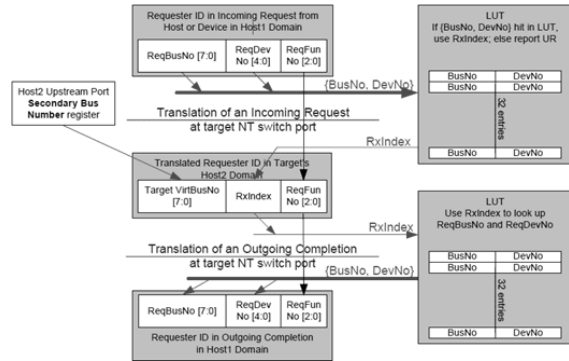 Requester ID in Incoming Request from
Host or Device in Host1 Domain
ReqBusNo [7:0]
ReqDev
No [4:0]
ReqFun
No [2:0]
LUT
If {BusNo, DevNo} hit in LUT,
use RxIndex; else report UR
{BusNo, DevNo}
BusNo DevNo
BusNo DevNo
32 entries
BusNo DevNo
Host2 Upstream Port
Secondary Bus
Number register
Translation of an Incoming Request
at target NT switch port
RxIndex
Translated Requester ID in Target's
Host2 Domain
Target VirtBusNo
[7:0]
RxIndex
ReqFun
No [2:0]
LUT
Use RxIndex to look up
ReqBusNo and ReqDevNo
RxIndex
Translation of an Outgoing Completion
at target NT switch port
{BusNo, DevNo}
BusNo DevNo
BusNo DevNo
32 entries
BusNo DevNo
ReqBusNo [7:0]
ReqDev
No [4:0]
ReqFun
No [2:0]
Requester ID in Outgoing Completion
in Host1 Domain